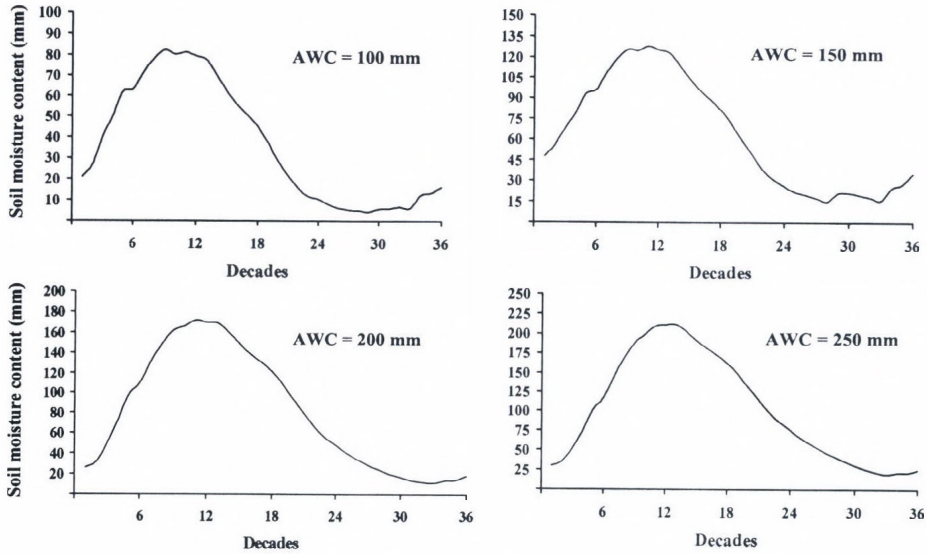 Soil moisture content (mm)
100
90
80
70
60
50
40
30
20
10
AWC = 100 mm
6 12 18 24 30 36
Decades
150
135
120
105
90
75
60
45
30
15
AWC = 150 mm
6 12 18 24 30 36
Decades
Soil moisture content (mm)
200
180
160
140
120
100
80
60
40
20
AWC = 200 mm
6 12 18 24 30 36
Decades
250
225
200
175
150
125
100
75
50
25
AWC = 250 mm
6 12 18 24 30 36
Decades